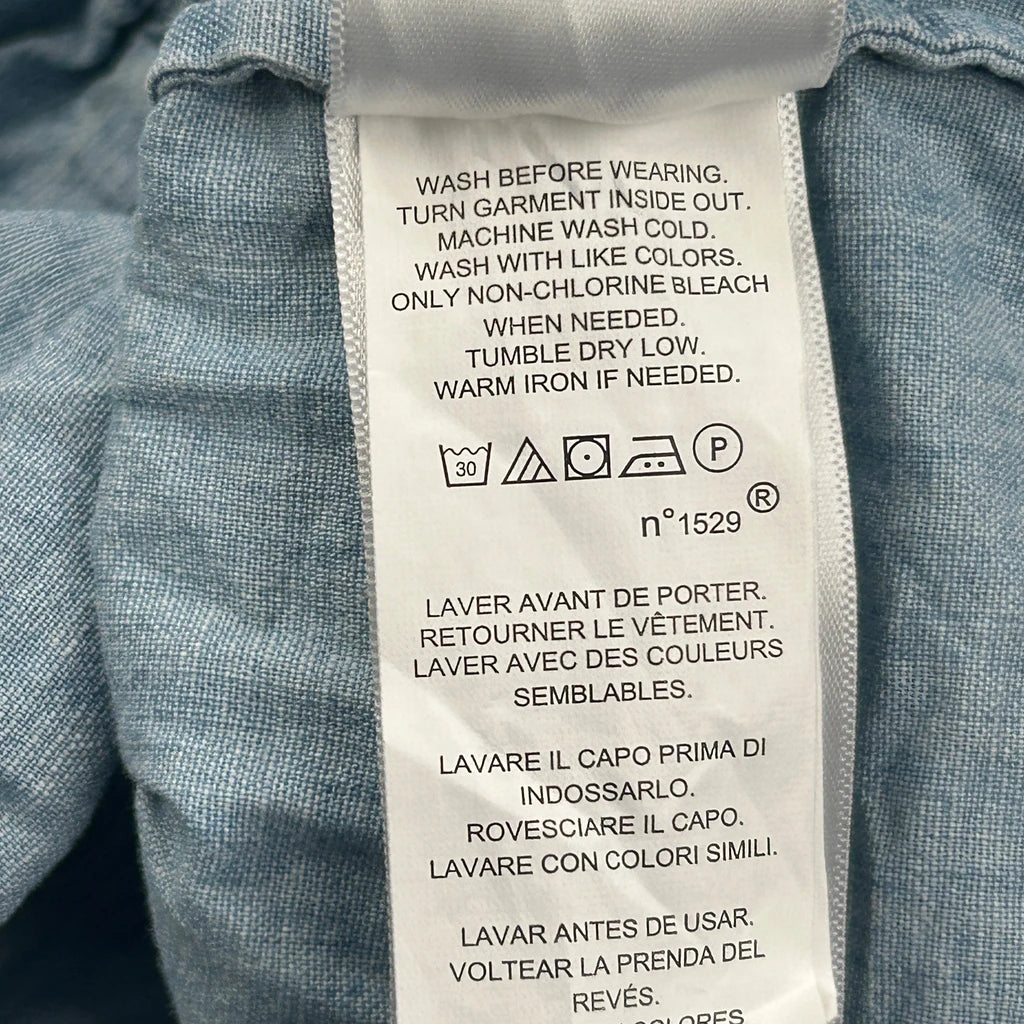 WASH BEFORE WEARING.
TURN GARMENT INSIDE OUT.
MACHINE WASH COLD.
WASH WITH LIKE COLORS.
ONLY NON-CHLORINE BLEACH
WHEN NEEDED.
TUMBLE DRY LOW.
WARM IRON IF NEEDED.
30 P
n°1529 ®
LAVER AVANT DE PORTER.
RETOURNER LE VÊTEMENT.
LAVER AVEC DES COULEURS
SEMBLABLES.
LAVARE IL CAPO PRIMA DI
INDOSSARLO.
ROVESCIARE IL CAPO.
LAVARE CON COLORI SIMILI.
LAVAR ANTES DE USAR.
VOLTEAR LA PRENDA DEL
REVÉS.
COLORES